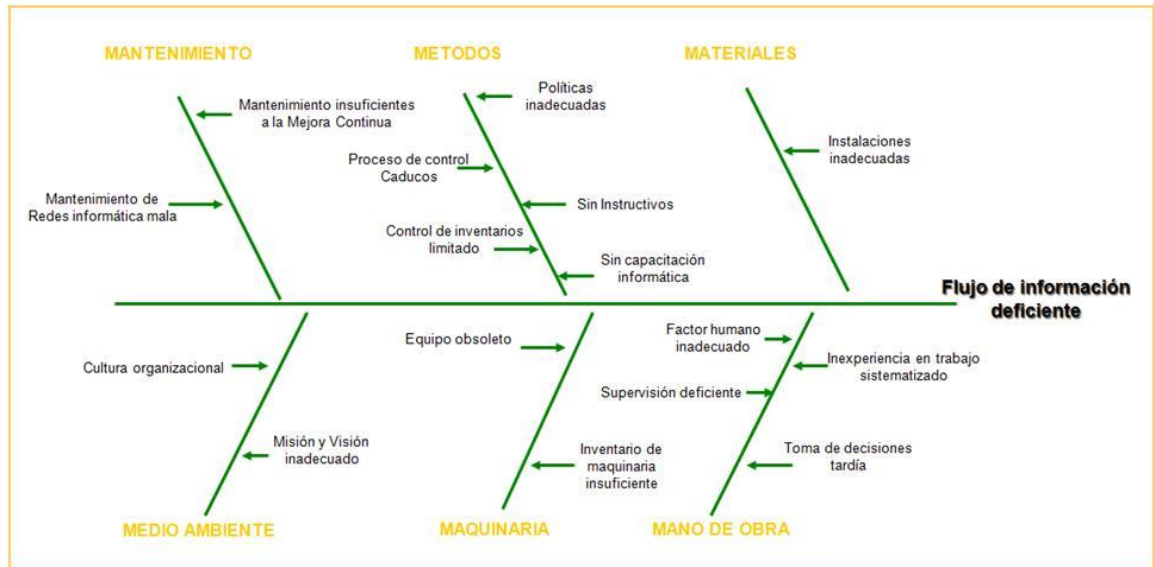 MANTENIMIENTO
METODOS
MATERIALES
Mantenimiento insuficientes
a la Mejora Continua
Mantenimiento de
Redes informática mala
Políticas
inadecuadas
Proceso de control
Caducos
Sin Instructivos
Control de inventarios
limitado
Sin capacitación
informática
Instalaciones
inadecuadas
Flujo de información
deficiente
Cultura organizacional
Misión y Visión
inadecuado
Equipo obsoleto
Inventario de
maquinaria
insuficiente
Factor humano
inadecuado
Inexperiencia en trabajo
sistematizado
Supervisión deficiente
Toma de decisiones
tardía
MEDIO AMBIENTE
MAQUINARIA
MANO DE OBRA